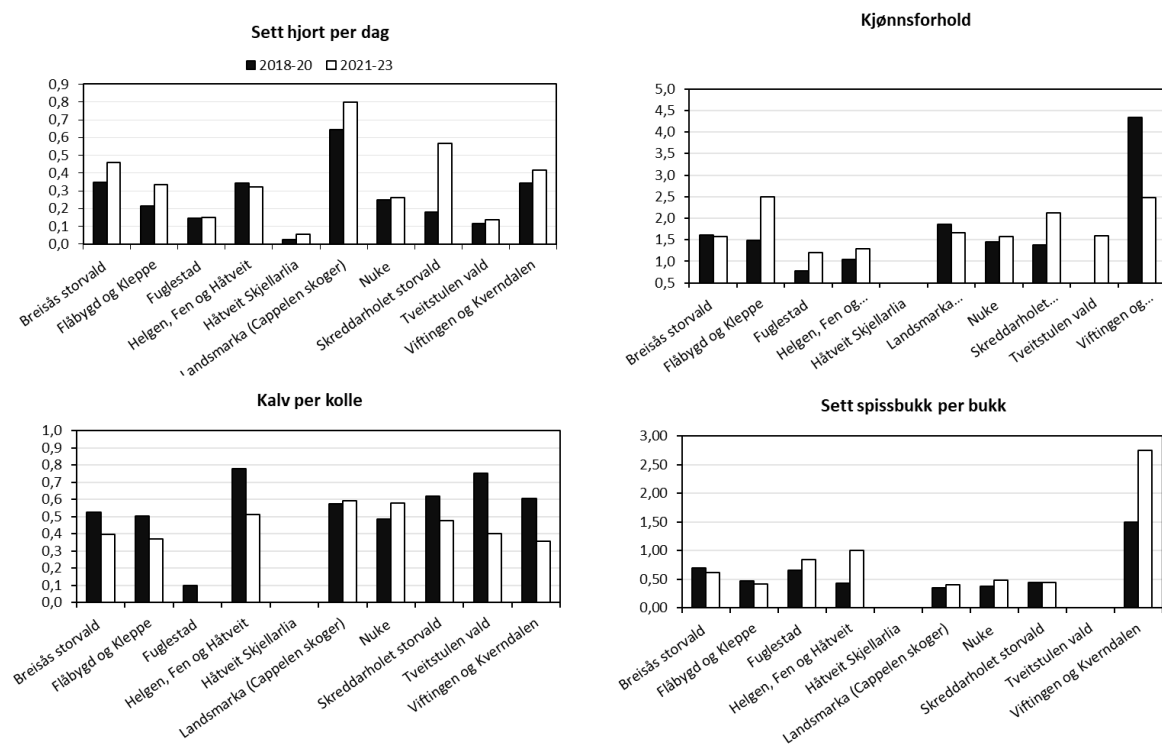 Sett hjort per dag
2018-20 2021-23
0,9
0,8
0,7
0,6
0,5
0,4
0,3
0,2
0,1
0,0
Breisås storvald
Flåbygd og Kleppe
Fuglestad
Helgen, Fen og Håtveit
Håtveit Skjellarlia
Landsmarka (Cappelen skoger)
Nuke
Skreddarholet storvald
Tveitstulen vald
Viftingen og Kverndalen
Kjønnsforhold
5,0
4,5
4,0
3,5
3,0
2,5
2,0
1,5
1,0
0,5
Breisås storvald
Flåbygd og Kleppe
Fuglestad
Helgen, Fen og...
Håtveit Skjellarlia
Landsmarka...
Nuke
Skreddarholet...
Tveitstulen vald
Viftingen og...
Kalv per kolle
1,0
0,9
0,8
0,7
0,6
0,5
0,4
0,3
0,2
0,1
0,0
Breisås storvald
Flåbygd og Kleppe
Fuglestad
Helgen, Fen og Håtveit
Håtveit Skjellarlia
Landsmarka (Cappelen skoger)
Nuke
Skreddarholet storvald
Tveitstulen vald
Viftingen og Kverndalen
Sett spissbukk per bukk
3,00
2,50
2,00
1,50
1,00
0,50
0,00
Breisås storvald
Flåbygd og Kleppe
Fuglestad
Helgen, Fen og Håtveit
Håtveit Skjellarlia
Landsmarka (Cappelen skoger)
Nuke
Skreddarholet storvald
Tveitstulen vald
Viftingen og Kverndalen